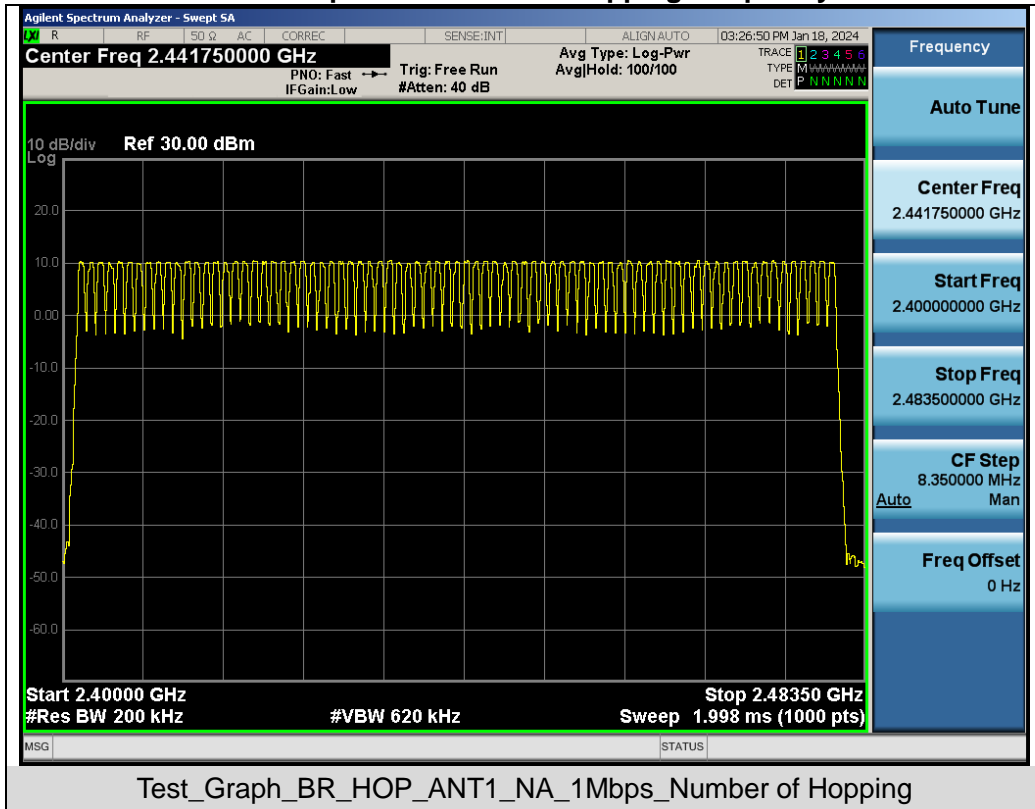 Agilent Spectrum Analyzer - Swept SA
LXI R RF 50 Ω AC CORREC SENSE:INT ALIGN AUTO 03:26:50 PM Jan 18, 2024
Center Freq 2.441750000 GHz
PNO: Fast
IFGain:Low
Trig: Free Run
#Atten: 40 dB
Avg Type: Log-Pwr
Avg|Hold: 100/100
TRACE 1 2 3 4 5 6
TYPE M WWWWW
DET P N N N N N
10 dB/div Ref 30.00 dBm
Log
20.0
10.0
0.00
-10.0
-20.0
-30.0
-40.0
-50.0
-60.0
Start 2.40000 GHz Stop 2.48350 GHz
#Res BW 200 kHz #VBW 620 kHz Sweep 1.998 ms (1000 pts)
MSG STATUS
Frequency
Auto Tune
Center Freq
2.441750000 GHz
Start Freq
2.400000000 GHz
Stop Freq
2.483500000 GHz
CF Step
8.350000 MHz
Auto Man
Freq Offset
0 Hz
Test_Graph_BR_HOP_ANT1_NA_1Mbps_Number of Hopping